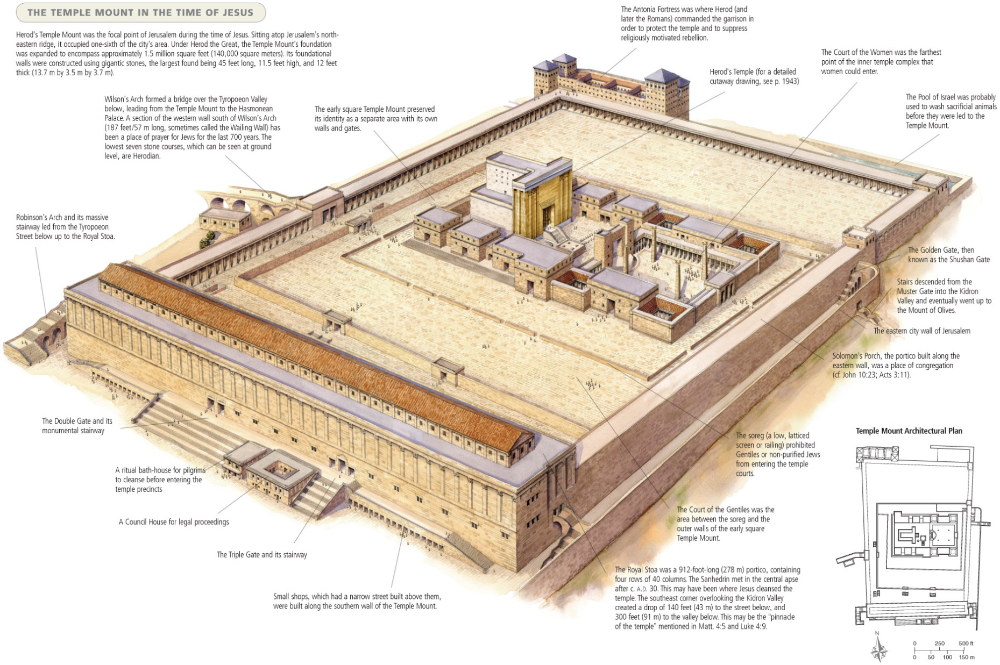 THE TEMPLE MOUNT IN THE TIME OF JESUS
Herod's Temple Mount was the focal point of Jerusalem during the time of Jesus. Sitting atop Jerusalem's north-
eastern ridge, it occupied one-sixth of the city's area. Under Herod the Great, the Temple Mount's foundation
was expanded to encompass approximately 1.5 million square feet (140,000 square meters). Its foundational
walls were constructed using gigantic stones, the largest found being 45 feet long, 11.5 feet high, and 12 feet
thick (13.7 m by 3.5 m by 3.7 m).
The Antonia Fortress was where Herod (and
later the Romans) commanded the garrison in
order to protect the temple and to suppress
religiously motivated rebellion.
The Court of the Women was the farthest
point of the inner temple complex that
women could enter.
Herod's Temple (for a detailed
cutaway drawing, see p. 1943)
The Pool of Israel was probably
used to wash sacrificial animals
before they were led to the
Temple Mount.
Wilson's Arch formed a bridge over the Tyropoeon Valley
below, leading from the Temple Mount to the Hasmonean
Palace. A section of the western wall south of Wilson's Arch
(187 feet/57 m long, sometimes called the Wailing Wall) has
been a place of prayer for Jews for the last 700 years. The
lowest seven stone courses, which can be seen at ground
level, are Herodian.
The early square Temple Mount preserved
its identity as a separate area with its own
walls and gates.
Robinson's Arch and its massive
stairway led from the Tyropoeon
Street below up to the Royal Stoa.
The Golden Gate, then
known as the Shushan Gate
Stairs descended from the
Muster Gate into the Kidron
Valley and eventually went up to
the Mount of Olives.
The eastern city wall of Jerusalem
Solomon's Porch, the portico built along the
eastern wall, was a place of congregation
(cf. John 10:23; Acts 3:11).
The Double Gate and its
monumental stairway
The soreg (a low, latticed
screen or railing) prohibited
Gentiles or non-purified Jews
from entering the temple
courts.
Temple Mount Architectural Plan
A ritual bath-house for pilgrims
to cleanse before entering the
temple precincts
The Court of the Gentiles was the
area between the soreg and the
outer walls of the early square
Temple Mount.
A Council House for legal proceedings
The Triple Gate and its stairway
The Royal Stoa was a 912-foot-long (278 m) portico, containing
four rows of 40 columns. The Sanhedrin met in the central apse
after c. A.D. 30. This may have been where Jesus cleansed the
temple. The southeast corner overlooking the Kidron Valley
created a drop of 140 feet (43 m) to the street below, and
300 feet (91 m) to the valley below. This may be the "pinnacle
of the temple" mentioned in Matt. 4:5 and Luke 4:9.
Small shops, which had a narrow street built above them,
were built along the southern wall of the Temple Mount.
N
0 250 500 ft
0 50 100 150 m